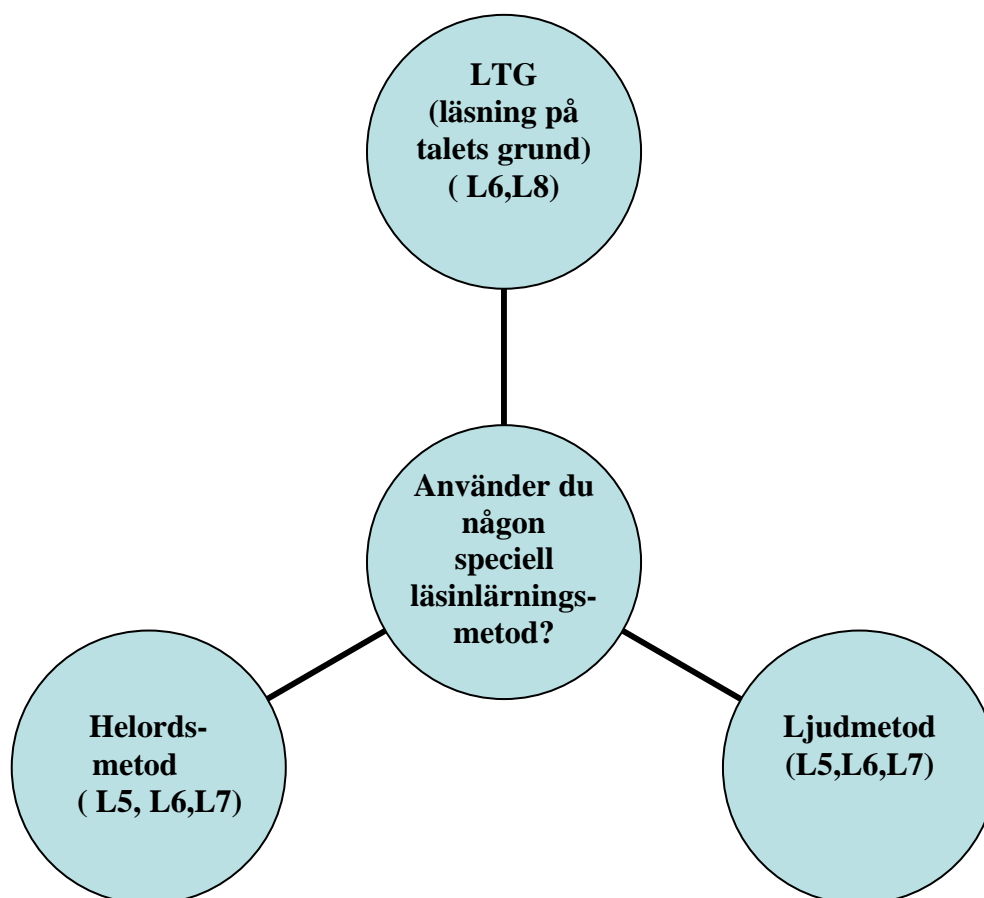 LTG
(läsning på
talets grund)
( L6,L8)
Använder du
någon
speciell
läsinlärnings-
metod?
Helords-
metod
( L5, L6,L7)
Ljudmetod
(L5,L6,L7)